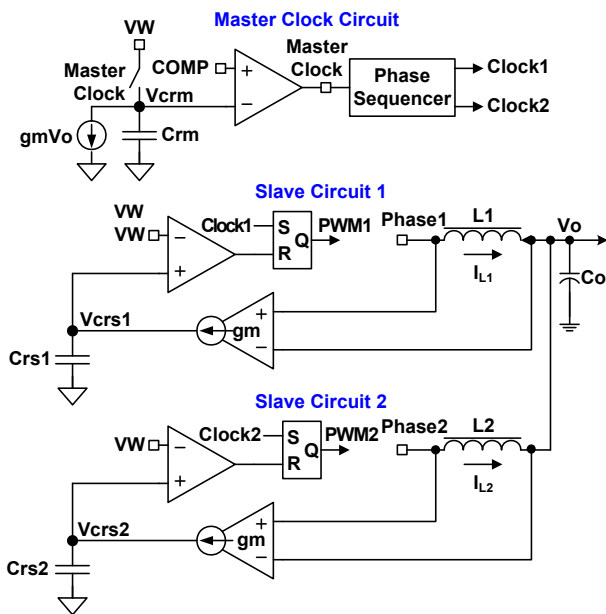 Master Clock Circuit
VW
Master
Clock
COMP
+
−
Master
Clock
Phase
Sequencer
Clock1
Clock2
Vcrm
gmVo
Crm
Slave Circuit 1
VW
VW
−
+
Clock1
S
R
Q
PWM1
Phase1
L1
Vo
IL1
Co
Vcrs1
gm
+
−
Crs1
Slave Circuit 2
VW
−
+
Clock2
S
R
Q
PWM2
Phase2
L2
IL2
Vcrs2
gm
+
−
Crs2